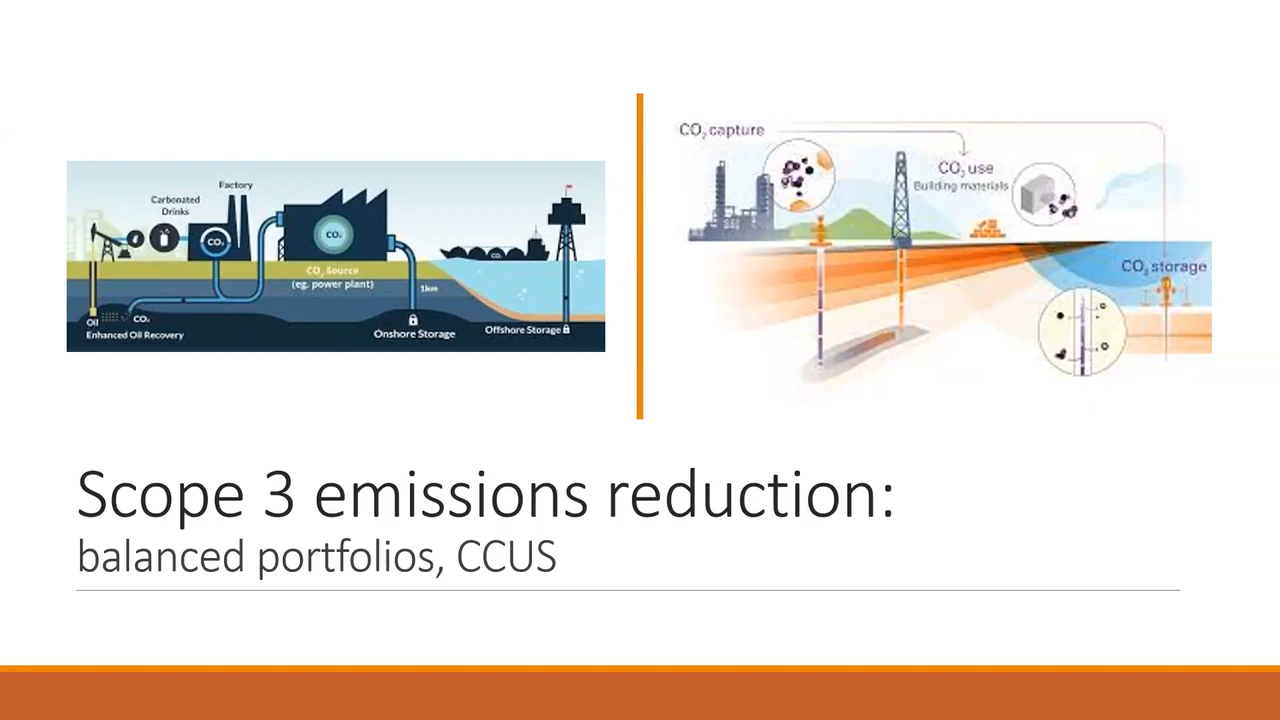 Factory
Carbonated
Drinks
CO₂
CO₂
CO₂ Source
(eg. power plant)
1km
CO₂
Oil
CO₂
Enhanced Oil Recovery
Onshore Storage
Offshore Storage
CO₂ capture
CO₂ use
Building materials
CO₂ storage
Scope 3 emissions reduction:
balanced portfolios, CCUS